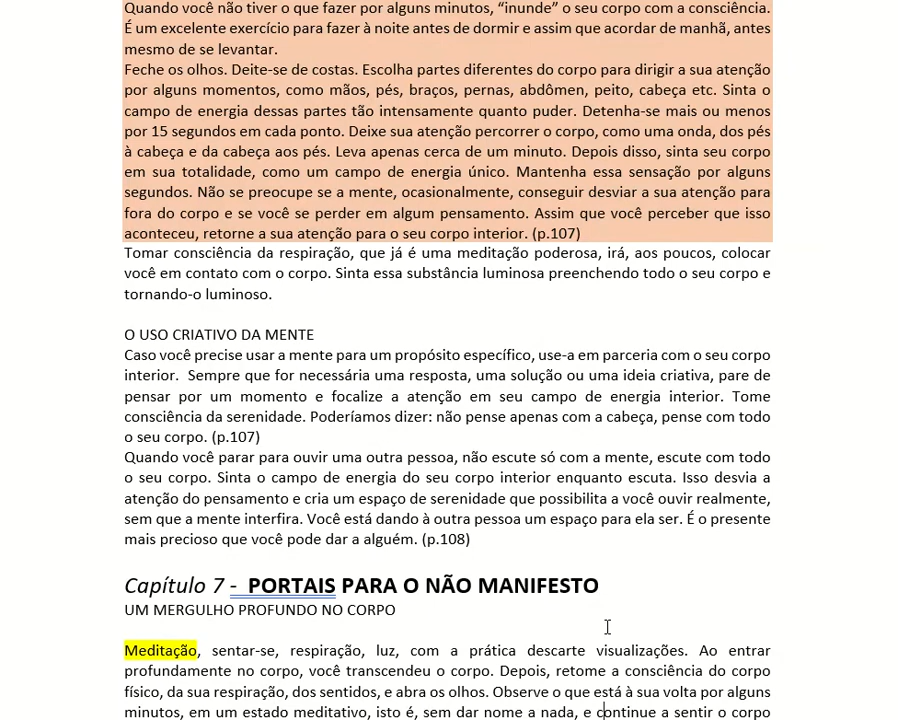 Quando você não tiver o que fazer por alguns minutos, “inunde” o seu corpo com a consciência.
É um excelente exercício para fazer à noite antes de dormir e assim que acordar de manhã, antes
mesmo de se levantar.
Feche os olhos. Deite-se de costas. Escolha partes diferentes do corpo para dirigir a sua atenção
por alguns momentos, como mãos, pés, braços, pernas, abdômen, peito, cabeça etc. Sinta o
campo de energia dessas partes tão intensamente quanto puder. Detenha-se mais ou menos
por 15 segundos em cada ponto. Deixe sua atenção percorrer o corpo, como uma onda, dos pés
à cabeça e da cabeça aos pés. Leva apenas cerca de um minuto. Depois disso, sinta seu corpo
em sua totalidade, como um campo de energia único. Mantenha essa sensação por alguns
segundos. Não se preocupe se a mente, ocasionalmente, conseguir desviar a sua atenção para
fora do corpo e se você se perder em algum pensamento. Assim que você perceber que isso
aconteceu, retorne a sua atenção para o seu corpo interior. (p.107)
Tomar consciência da respiração, que já é uma meditação poderosa, irá, aos poucos, colocar
você em contato com o corpo. Sinta essa substância luminosa preenchendo todo o seu corpo e
tornando-o luminoso.
O USO CRIATIVO DA MENTE
Caso você precise usar a mente para um propósito específico, use-a em parceria com o seu corpo
interior. Sempre que for necessária uma resposta, uma solução ou uma ideia criativa, pare de
pensar por um momento e focalize a atenção em seu campo de energia interior. Tome
consciência da serenidade. Poderíamos dizer: não pense apenas com a cabeça, pense com todo
o seu corpo. (p.107)
Quando você parar para ouvir uma outra pessoa, não escute só com a mente, escute com todo
o seu corpo. Sinta o campo de energia do seu corpo interior enquanto escuta. Isso desvia a
atenção do pensamento e cria um espaço de serenidade que possibilita a você ouvir realmente,
sem que a mente interfira. Você está dando à outra pessoa um espaço para ela ser. É o presente
mais precioso que você pode dar a alguém. (p.108)
Capítulo 7 - PORTAIS PARA O NÃO MANIFESTO
UM MERGULHO PROFUNDO NO CORPO
Meditação, sentar-se, respiração, luz, com a prática descarte visualizações. Ao entrar
profundamente no corpo, você transcendeu o corpo. Depois, retome a consciência do corpo
físico, da sua respiração, dos sentidos, e abra os olhos. Observe o que está à sua volta por alguns
minutos, em um estado meditativo, isto é, sem dar nome a nada, e continue a sentir o corpo